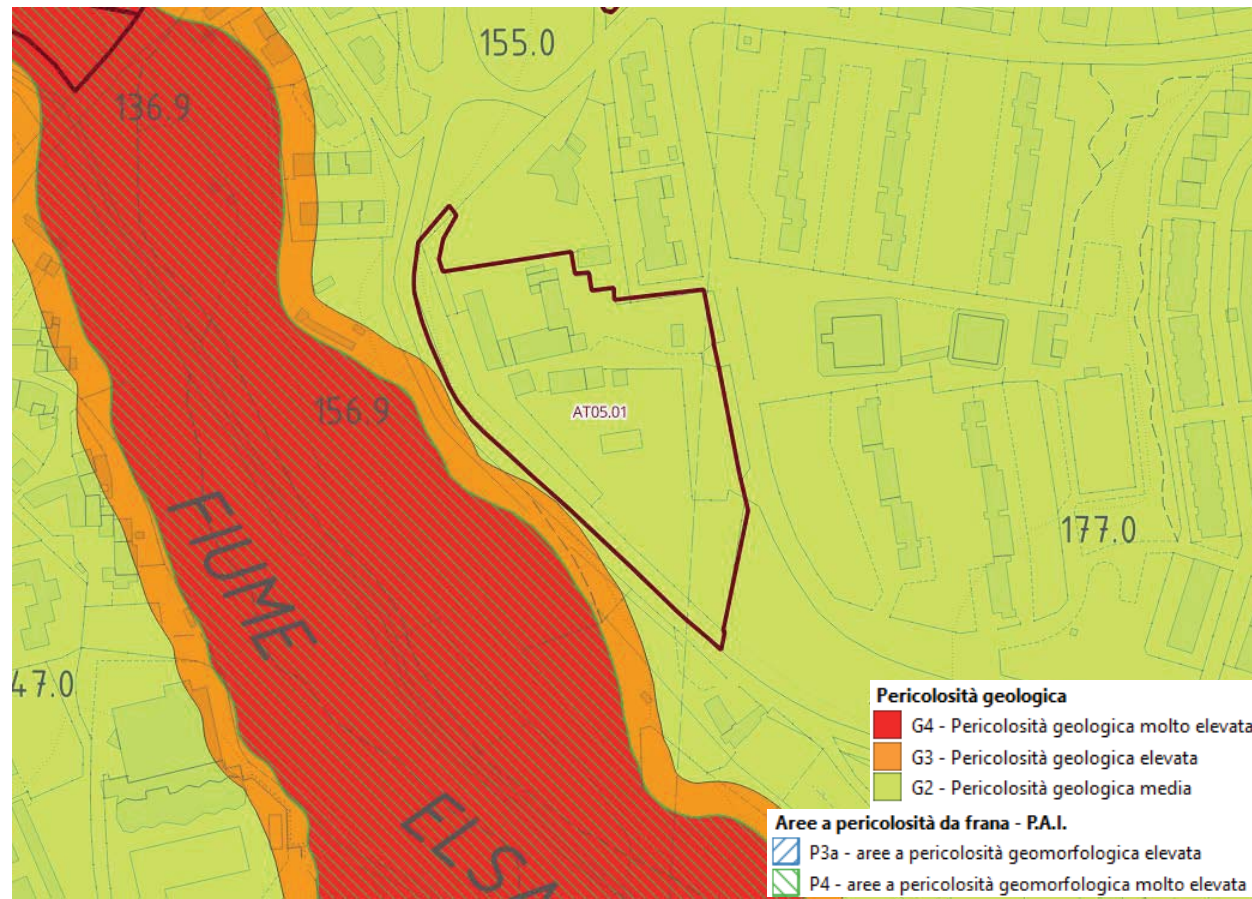 155.0
136.9
156.9
AT05.01
FIUME
177.0
47.0
ELSA
Pericolosità geologica
G4 - Pericolosità geologica molto elevata
G3 - Pericolosità geologica elevata
G2 - Pericolosità geologica media
Aree a pericolosità da frana - P.A.I.
P3a - aree a pericolosità geomorfologica elevata
P4 - aree a pericolosità geomorfologica molto elevata